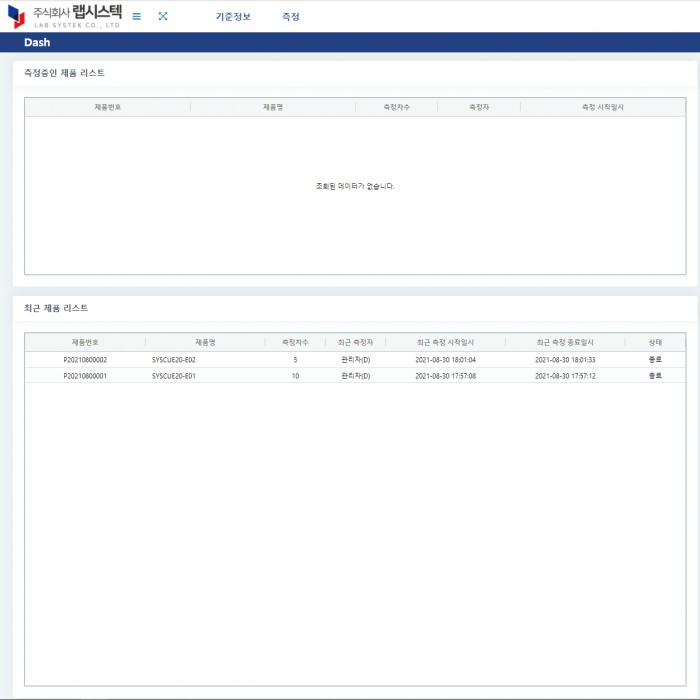 주식회사 랩시스텍
LAB SYSTEK CO., LTD
기준정보 측정
Dash
측정중인 제품 리스트
제품번호 제품명 측정차수 측정자 측정 시작일시
조회된 데이터가 없습니다.
최근 제품 리스트
제품번호 제품명 측정차수 최근 측정자 최근 측정 시작일시 최근 측정 종료일시 상태
P20210800002 SYSCUE20-E02 5 관리자(D) 2021-08-30 18:01:04 2021-08-30 18:01:33 종료
P20210800001 SYSCUE20-E01 10 관리자(D) 2021-08-30 17:57:08 2021-08-30 17:57:12 종료